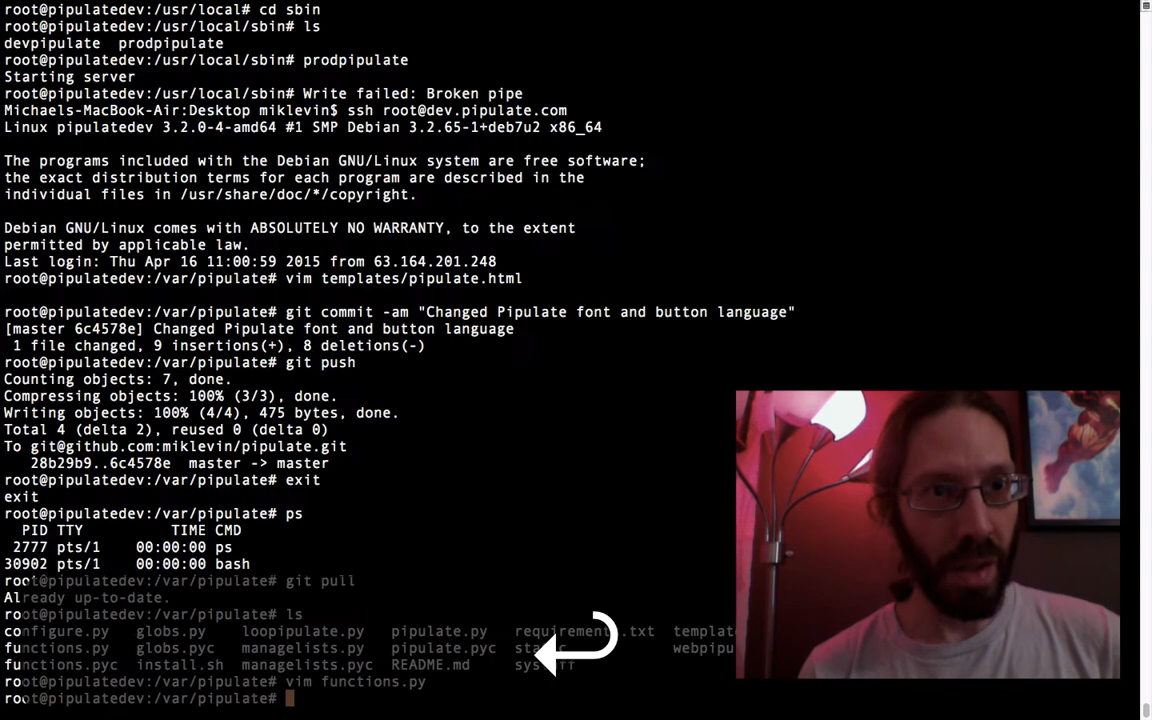 root@pipulatedev:/usr/local# cd sbin
root@pipulatedev:/usr/local/sbin# ls
devpipulate  prodpipulate
root@pipulatedev:/usr/local/sbin# prodpipulate
Starting server
root@pipulatedev:/usr/local/sbin# Write failed: Broken pipe
Michaels-MacBook-Air:Desktop miklevin$ ssh root@dev.pipulate.com
Linux pipulatedev 3.2.0-4-amd64 #1 SMP Debian 3.2.65-1+deb7u2 x86_64
The programs included with the Debian GNU/Linux system are free software;
the exact distribution terms for each program are described in the
individual files in /usr/share/doc/*/copyright.
Debian GNU/Linux comes with ABSOLUTELY NO WARRANTY, to the extent
permitted by applicable law.
Last login: Thu Apr 16 11:00:59 2015 from 63.164.201.248
root@pipulatedev:/var/pipulate# vim templates/pipulate.html
root@pipulatedev:/var/pipulate# git commit -am "Changed Pipulate font and button language"
[master 6c4578e] Changed Pipulate font and button language
 1 file changed, 9 insertions(+), 8 deletions(-)
root@pipulatedev:/var/pipulate# git push
Counting objects: 7, done.
Compressing objects: 100% (3/3), done.
Writing objects: 100% (4/4), 475 bytes, done.
Total 4 (delta 2), reused 0 (delta 0)
To git@github.com:miklevin/pipulate.git
   28b29b9..6c4578e  master -> master
root@pipulatedev:/var/pipulate# exit
exit
root@pipulatedev:/var/pipulate# ps
  PID TTY          TIME CMD
 2777 pts/1    00:00:00 ps
30902 pts/1    00:00:00 bash
root@pipulatedev:/var/pipulate# git pull
Already up-to-date.
root@pipulatedev:/var/pipulate# ls
configure.py  globs.py  loopipulate.py  pipulate.py  requirements.txt  templat
functions.py  globs.pyc  managelists.py  pipulate.pyc  webpipu
functions.pyc  install.sh  managelists.pyc  README.md
root@pipulatedev:/var/pipulate# vim functions.py
root@pipulatedev:/var/pipulate#